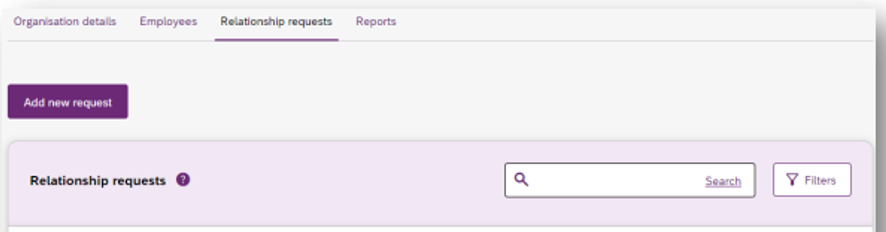 Organisation details Employees Relationship requests Reports
Add new request
Relationship requests ? Search Filters